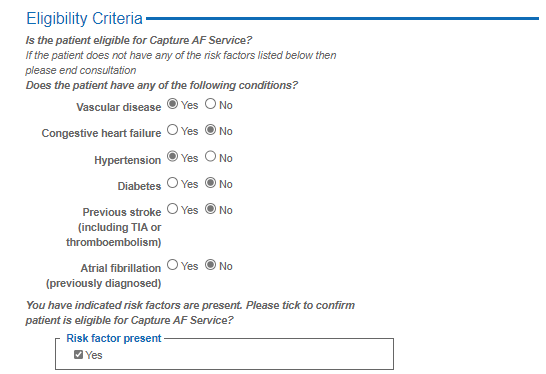 Eligibility Criteria
Is the patient eligible for Capture AF Service?
If the patient does not have any of the risk factors listed below then
please end consultation
Does the patient have any of the following conditions?
Vascular disease Yes No
Congestive heart failure Yes No
Hypertension Yes No
Diabetes Yes No
Previous stroke Yes No
(including TIA or
thromboembolism)
Atrial fibrillation Yes No
(previously diagnosed)
You have indicated risk factors are present. Please tick to confirm
patient is eligible for Capture AF Service?
Risk factor present
Yes